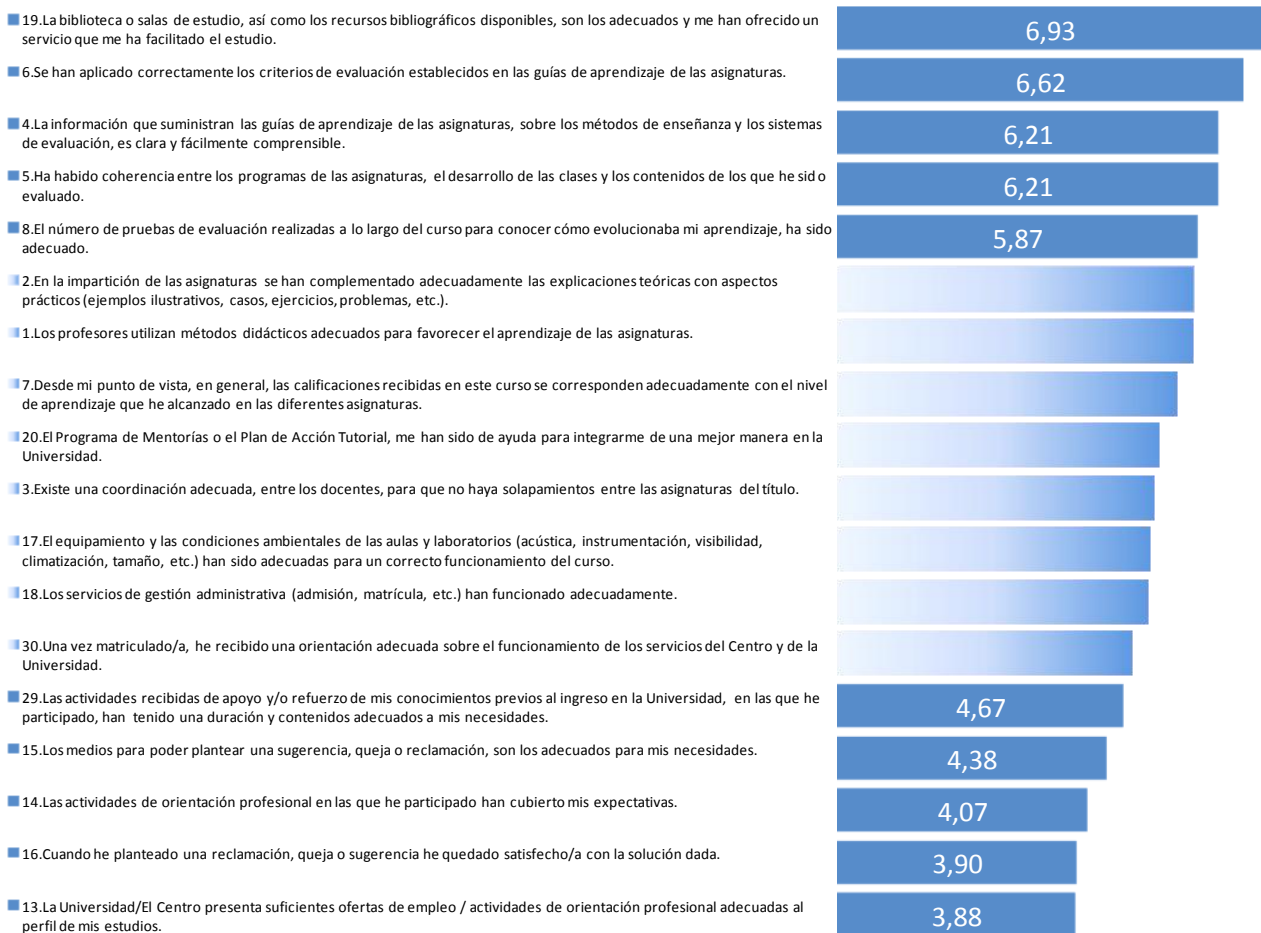 19.La biblioteca o salas de estudio, así como los recursos bibliográficos disponibles, son los adecuados y me han ofrecido un
servicio que me ha facilitado el estudio.
6,93
6.Se han aplicado correctamente los criterios de evaluación establecidos en las guías de aprendizaje de las asignaturas.
6,62
4.La información que suministran las guías de aprendizaje de las asignaturas, sobre los métodos de enseñanza y los sistemas
de evaluación, es clara y fácilmente comprensible.
6,21
5.Ha habido coherencia entre los programas de las asignaturas, el desarrollo de las clases y los contenidos de los que he sido
evaluado.
6,21
8.El número de pruebas de evaluación realizadas a lo largo del curso para conocer cómo evolucionaba mi aprendizaje, ha sido
adecuado.
5,87
2.En la impartición de las asignaturas se han complementado adecuadamente las explicaciones teóricas con aspectos
prácticos (ejemplos ilustrativos, casos, ejercicios, problemas, etc.).
1.Los profesores utilizan métodos didácticos adecuados para favorecer el aprendizaje de las asignaturas.
7.Desde mi punto de vista, en general, las calificaciones recibidas en este curso se corresponden adecuadamente con el nivel
de aprendizaje que he alcanzado en las diferentes asignaturas.
20.El Programa de Mentorías o el Plan de Acción Tutorial, me han sido de ayuda para integrarme de una mejor manera en la
Universidad.
3.Existe una coordinación adecuada, entre los docentes, para que no haya solapamientos entre las asignaturas del título.
17.El equipamiento y las condiciones ambientales de las aulas y laboratorios (acústica, instrumentación, visibilidad,
climatización, tamaño, etc.) han sido adecuadas para un correcto funcionamiento del curso.
18.Los servicios de gestión administrativa (admisión, matrícula, etc.) han funcionado adecuadamente.
30.Una vez matriculado/a, he recibido una orientación adecuada sobre el funcionamiento de los servicios del Centro y de la
Universidad.
29.Las actividades recibidas de apoyo y/o refuerzo de mis conocimientos previos al ingreso en la Universidad, en las que he
participado, han tenido una duración y contenidos adecuados a mis necesidades.
4,67
15.Los medios para poder plantear una sugerencia, queja o reclamación, son los adecuados para mis necesidades.
4,38
14.Las actividades de orientación profesional en las que he participado han cubierto mis expectativas.
4,07
16.Cuando he planteado una reclamación, queja o sugerencia he quedado satisfecho/a con la solución dada.
3,90
13.La Universidad/El Centro presenta suficientes ofertas de empleo / actividades de orientación profesional adecuadas al
perfil de mis estudios.
3,88